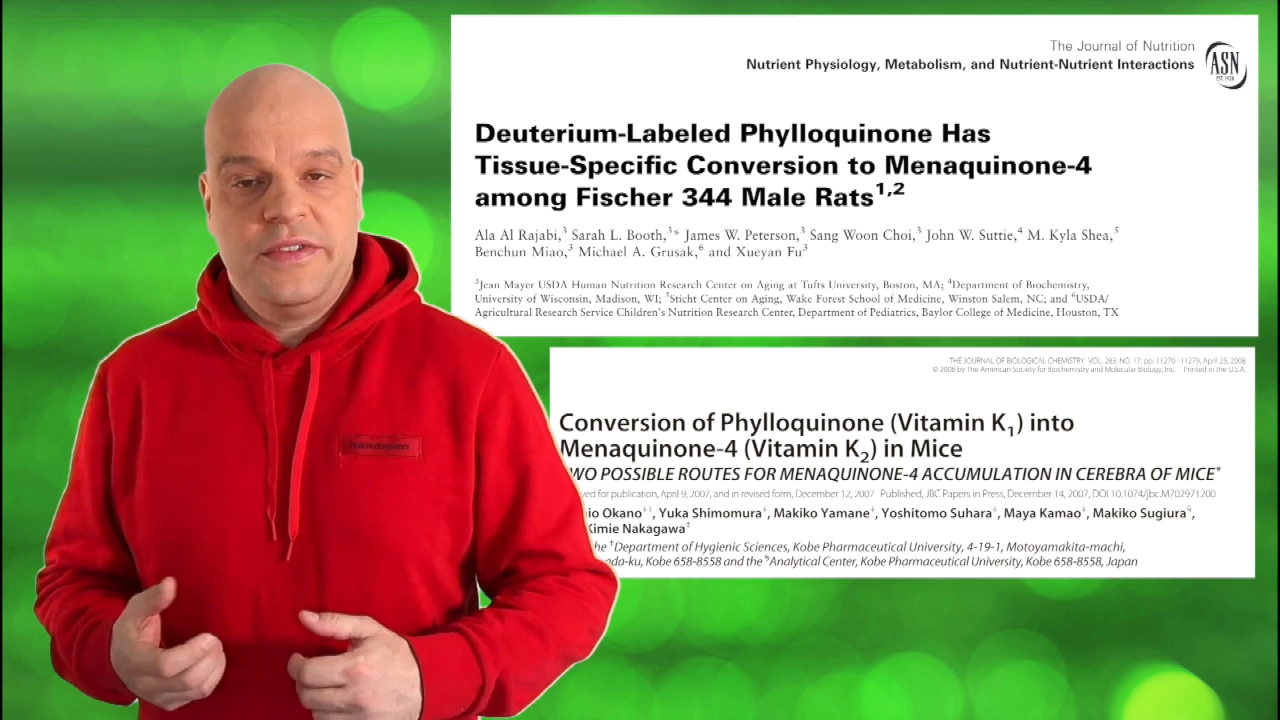 The Journal of Nutrition
Nutrient Physiology, Metabolism, and Nutrient-Nutrient Interactions
ASN
EST. 1928
Deuterium-Labeled Phylloquinone Has
Tissue-Specific Conversion to Menaquinone-4
among Fischer 344 Male Rats1,2
Ala Al Rajabi,3 Sarah L. Booth,3* James W. Peterson,3 Sang Woon Choi,3 John W. Suttie,4 M. Kyla Shea,5
Benchun Miao,3 Michael A. Grusak,6 and Xueyan Fu3
3Jean Mayer USDA Human Nutrition Research Center on Aging at Tufts University, Boston, MA; 4Department of Biochemistry,
University of Wisconsin, Madison, WI; 5Sticht Center on Aging, Wake Forest School of Medicine, Winston Salem, NC; and 6USDA/
Agricultural Research Service Children's Nutrition Research Center, Department of Pediatrics, Baylor College of Medicine, Houston, TX
THE JOURNAL OF BIOLOGICAL CHEMISTRY VOL. 283, NO. 17, pp. 11270–11279, April 25, 2008
© 2008 by The American Society for Biochemistry and Molecular Biology, Inc. Printed in the U.S.A.
Conversion of Phylloquinone (Vitamin K1) into
Menaquinone-4 (Vitamin K2) in Mice
WO POSSIBLE ROUTES FOR MENAQUINONE-4 ACCUMULATION IN CEREBRA OF MICE*
ved for publication, April 9, 2007, and in revised form, December 12, 2007 Published, JBC Papers in Press, December 14, 2007, DOI 10.1074/jbc.M702971200
io Okano‡1, Yuka Shimomura‡, Makiko Yamane‡, Yoshitomo Suhara‡, Maya Kamao‡, Makiko Sugiura§,
Kimie Nakagawa‡
he ‡Department of Hygienic Sciences, Kobe Pharmaceutical University, 4-19-1, Motoyamakita-machi,
nada-ku, Kobe 658-8558 and the §Analytical Center, Kobe Pharmaceutical University, Kobe 658-8558, Japan